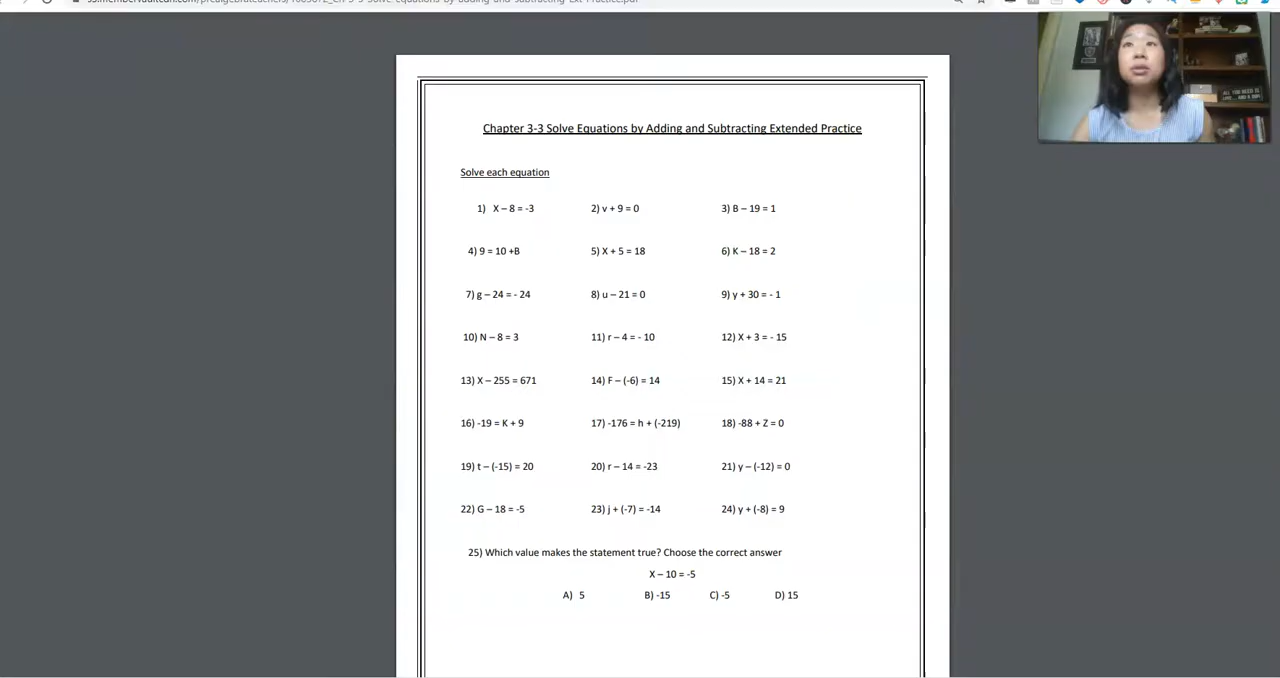 Chapter 3-3 Solve Equations by Adding and Subtracting Extended Practice
Solve each equation
1) X – 8 = -3 2) v + 9 = 0 3) B – 19 = 1
4) 9 = 10 +B 5) X + 5 = 18 6) K – 18 = 2
7) g – 24 = - 24 8) u – 21 = 0 9) y + 30 = - 1
10) N – 8 = 3 11) r – 4 = - 10 12) X + 3 = - 15
13) X – 255 = 671 14) F – (-6) = 14 15) X + 14 = 21
16) -19 = K + 9 17) -176 = h + (-219) 18) -88 + Z = 0
19) t – (-15) = 20 20) r – 14 = -23 21) y – (-12) = 0
22) G – 18 = -5 23) j + (-7) = -14 24) y + (-8) = 9
25) Which value makes the statement true? Choose the correct answer
X – 10 = -5
A) 5 B) -15 C) -5 D) 15